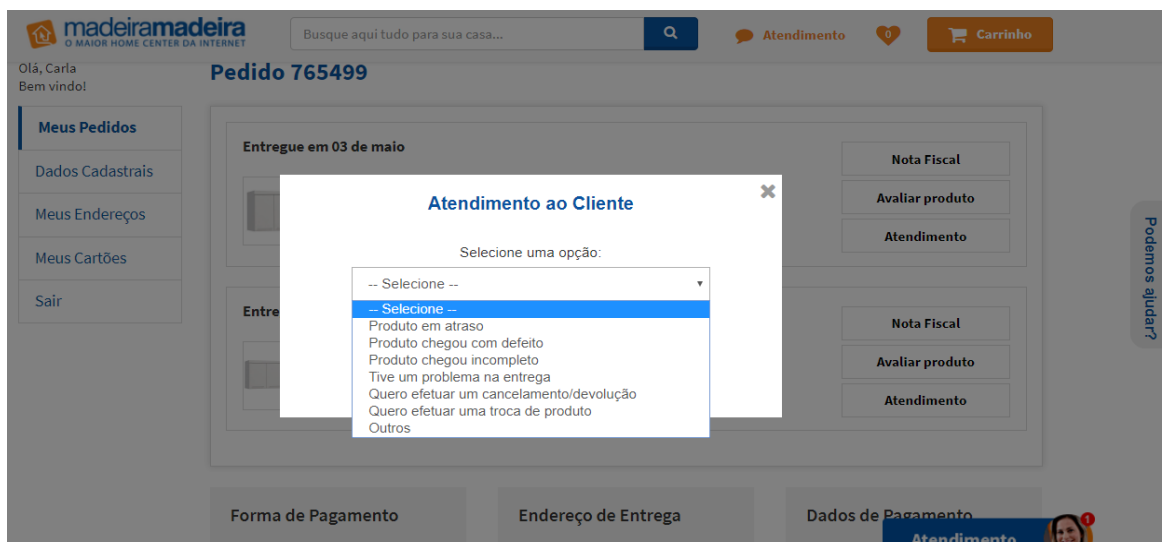 madeiramadeira
O MAIOR HOME CENTER DA INTERNET
Busque aqui tudo para sua casa...
Atendimento
0
Carrinho
Olá, Carla
Bem vindo!
Meus Pedidos
Dados Cadastrais
Meus Endereços
Meus Cartões
Sair
Pedido 765499
Entregue em 03 de maio
Nota Fiscal
Avaliar produto
Atendimento
Atendimento ao Cliente
Selecione uma opção:
-- Selecione --
-- Selecione --
Produto em atraso
Produto chegou com defeito
Produto chegou incompleto
Tive um problema na entrega
Quero efetuar um cancelamento/devolução
Quero efetuar uma troca de produto
Outros
Entre
Nota Fiscal
Avaliar produto
Atendimento
Podemos ajudar?
Forma de Pagamento
Endereço de Entrega
Dados de Pagamento
Atendimento
1